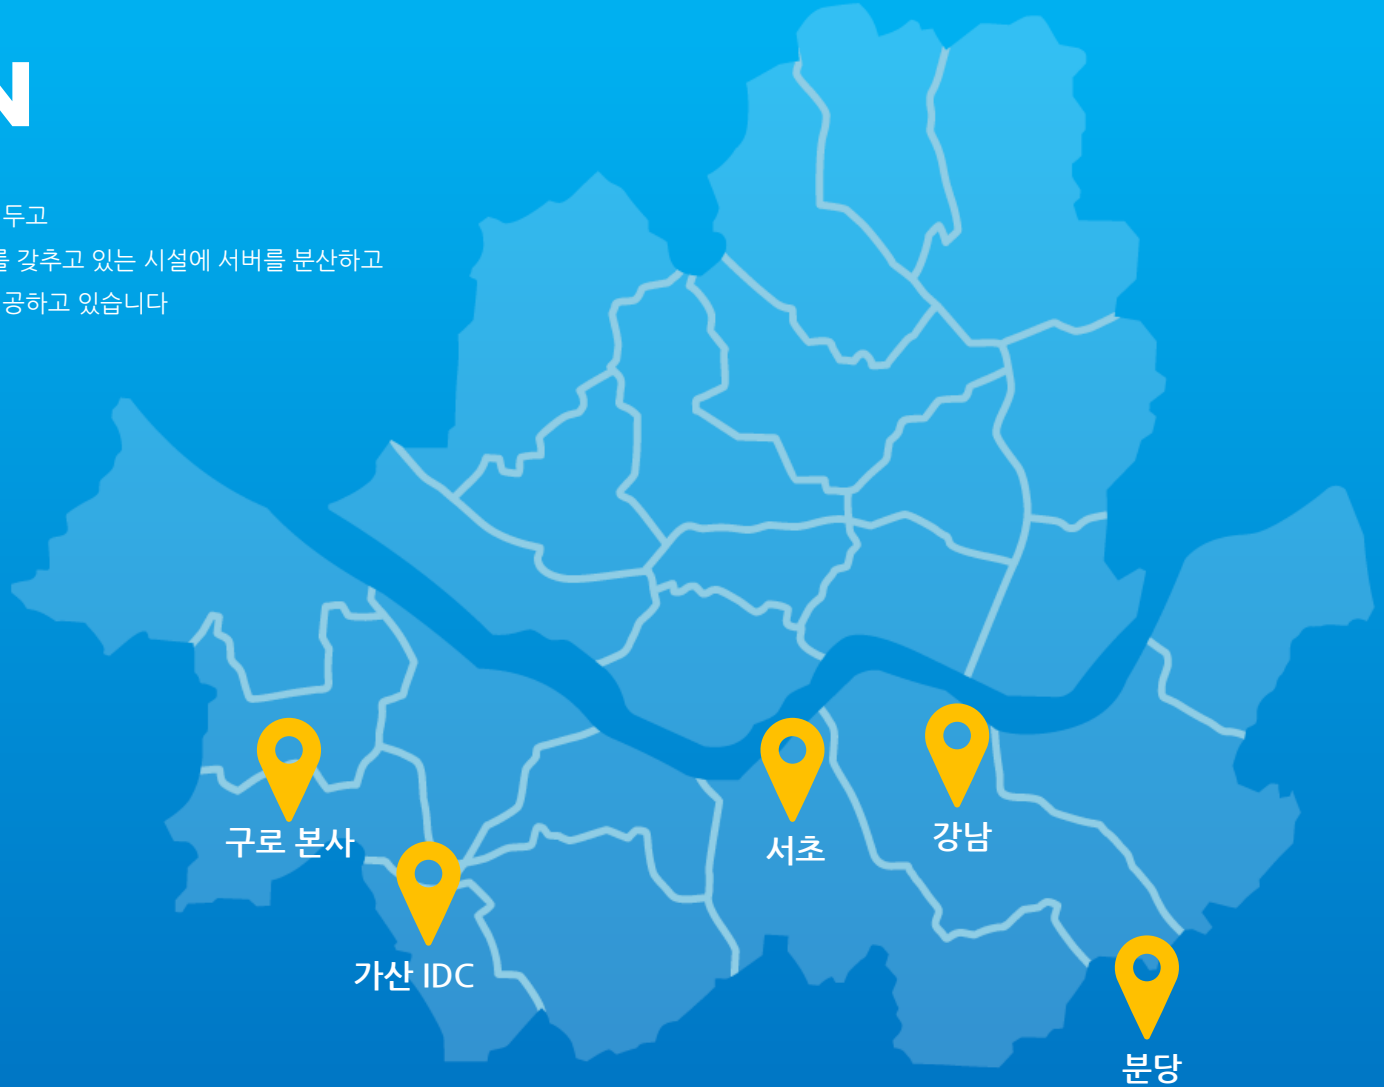 N
두고
를 갖추고 있는 시설에 서버를 분산하고
공하고 있습니다
구로 본사
서초
강남
가산 IDC
분당